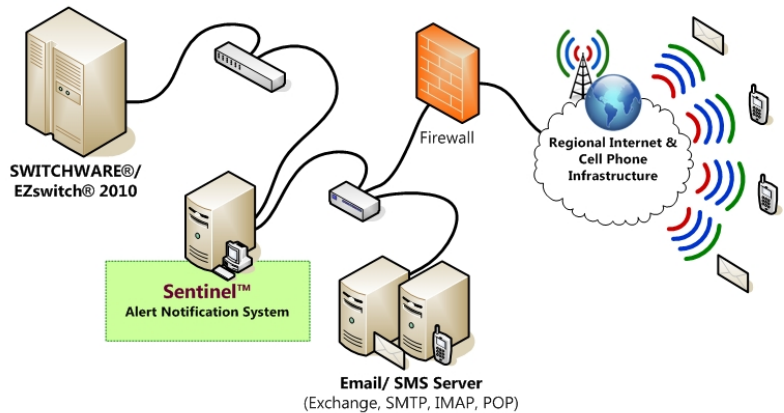 SWITCHWARE®/
EZswitch® 2010
Firewall
Regional Internet &
Cell Phone
Infrastructure
Sentinel™
Alert Notification System
Email/ SMS Server
(Exchange, SMTP, IMAP, POP)